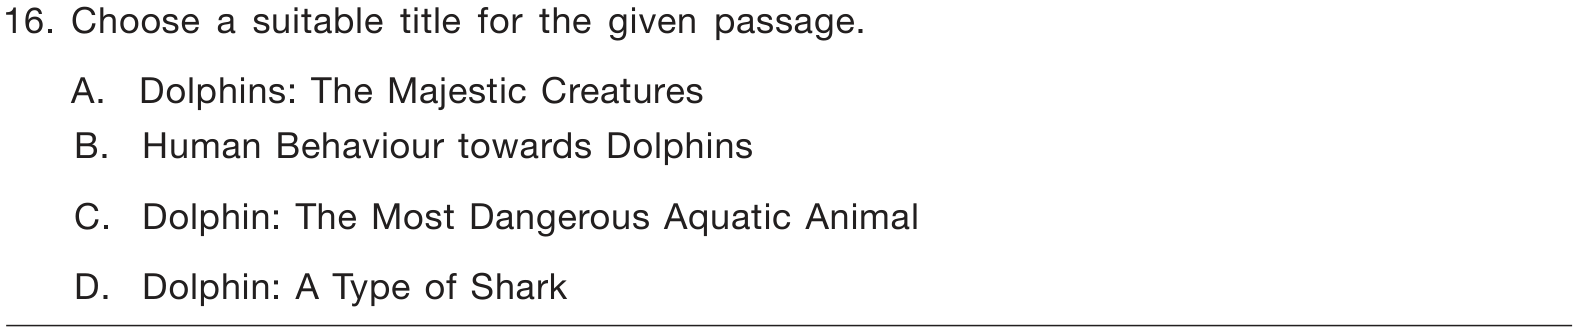 16. Choose a suitable title for the given passage.
A. Dolphins: The Majestic Creatures
B. Human Behaviour towards Dolphins
C. Dolphin: The Most Dangerous Aquatic Animal
D. Dolphin: A Type of Shark